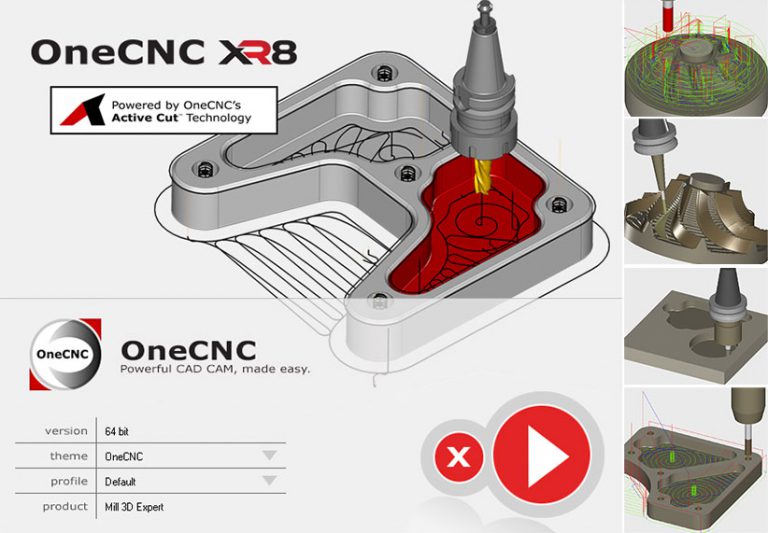 OneCNC XR8
Powered by OneCNC's
Active Cut™ Technology
OneCNC
OneCNC
Powerful CAD CAM, made easy.
version 64 bit
theme OneCNC
profile Default
product Mill 3D Expert
X